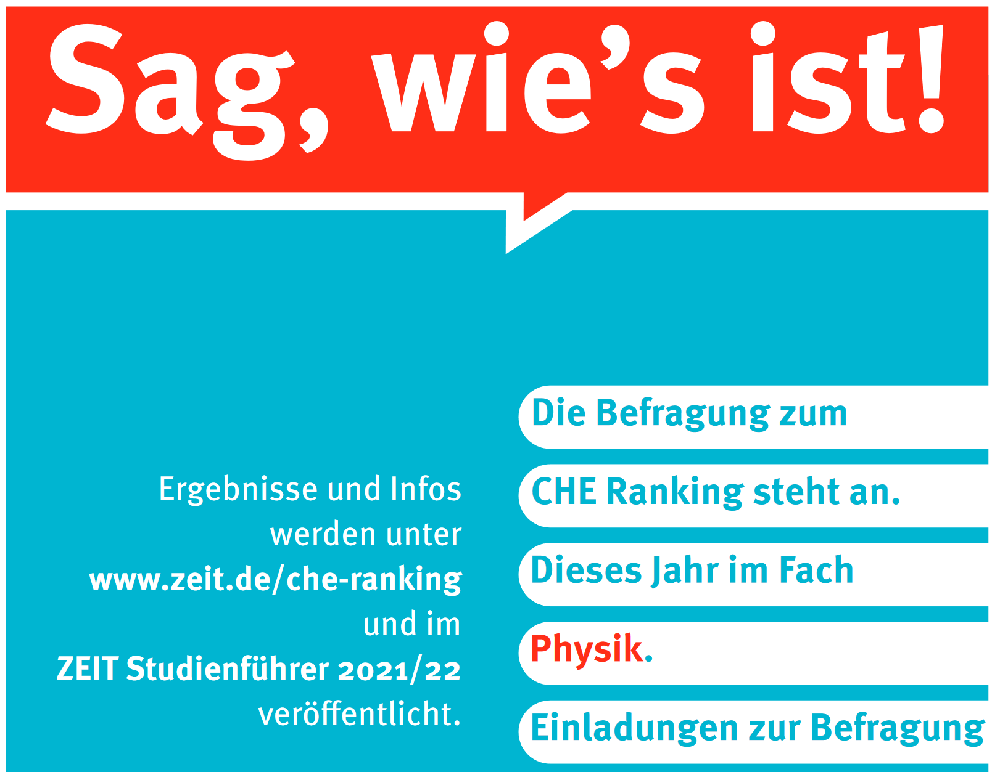 Sag, wie’s ist!
Ergebnisse und Infos
werden unter
www.zeit.de/che-ranking
und im
ZEIT Studienführer 2021/22
veröffentlicht.
Die Befragung zum
CHE Ranking steht an.
Dieses Jahr im Fach
Physik.
Einladungen zur Befragung